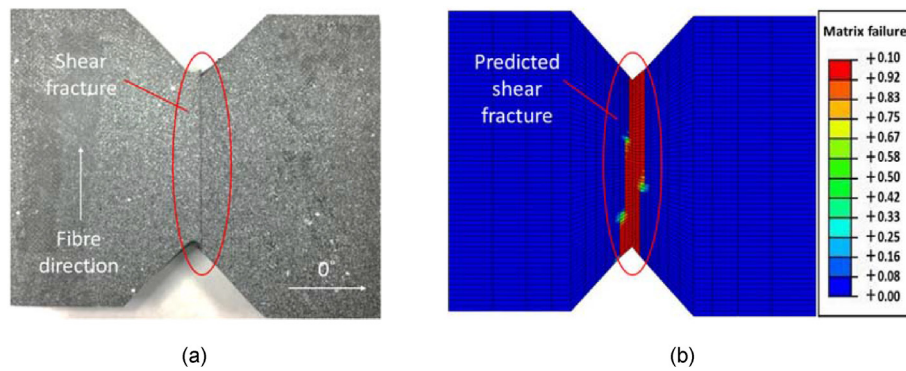 Shear
fracture
Fibre
direction
0°
(a)
Predicted
shear
fracture
Matrix failure
+0.10
+0.92
+0.83
+0.75
+0.67
+0.58
+0.50
+0.42
+0.33
+0.25
+0.16
+0.08
+0.00
(b)